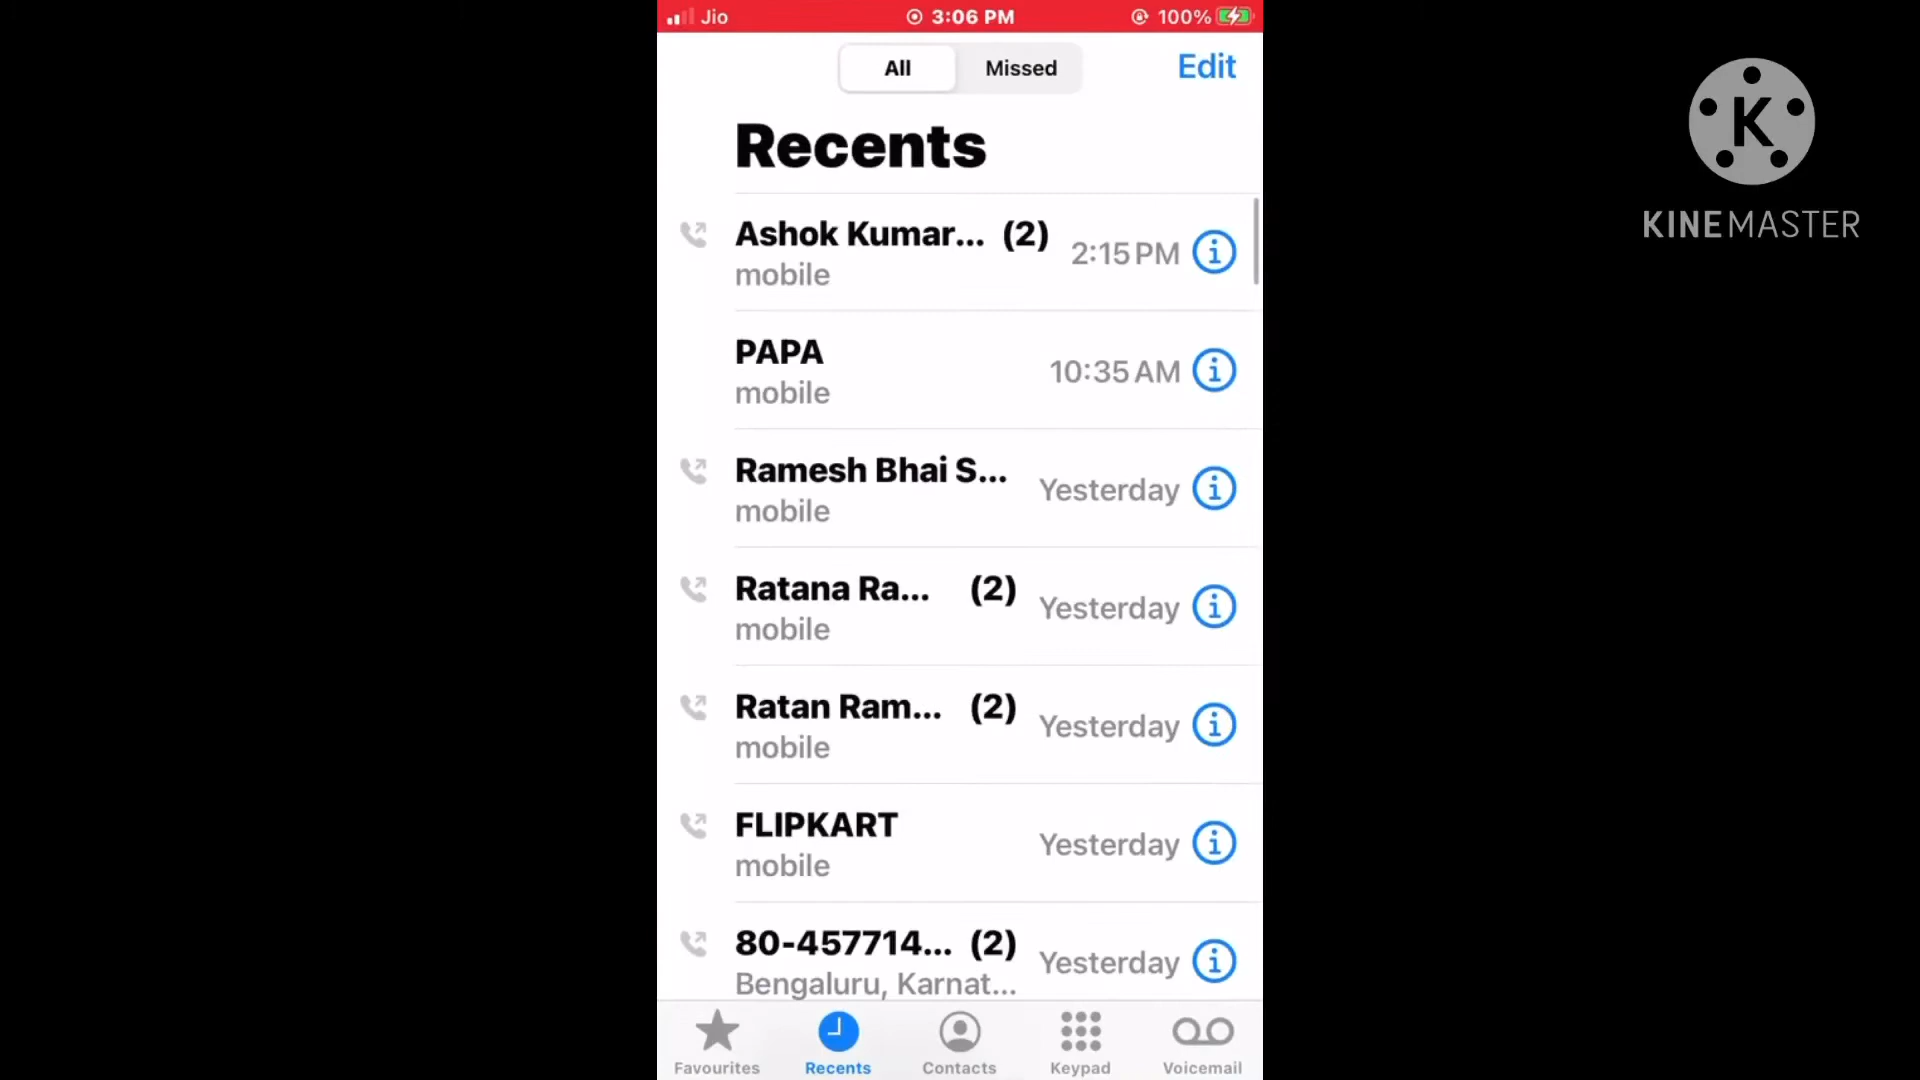 Jio 3:06 PM 100%
All Missed Edit
Recents
Ashok Kumar... (2) 2:15 PM
mobile
PAPA 10:35 AM
mobile
Ramesh Bhai S... Yesterday
mobile
Ratana Ra... (2) Yesterday
mobile
Ratan Ram... (2) Yesterday
mobile
FLIPKART Yesterday
mobile
80-457714... (2) Yesterday
Bengaluru, Karnat...
Favourites Recents Contacts Keypad Voicemail
K
KINEMASTER